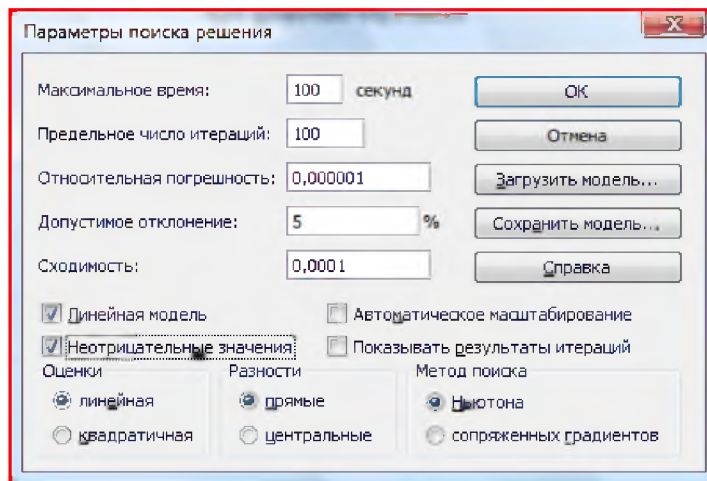 Параметры поиска решения
Максимальное время: 100 секунд ОК
Предельное число итераций: 100 Отмена
Относительная погрешность: 0,000001 Загрузить модель...
Допустимое отклонение: 5 % Сохранить модель...
Сходимость: 0,0001 Справка
Линейная модель Автоматическое масштабирование
Неотрицательные значения Показывать результаты итераций
Оценки Разности Метод поиска
линейная прямые Ньютона
квадратичная центральные сопряженных градиентов